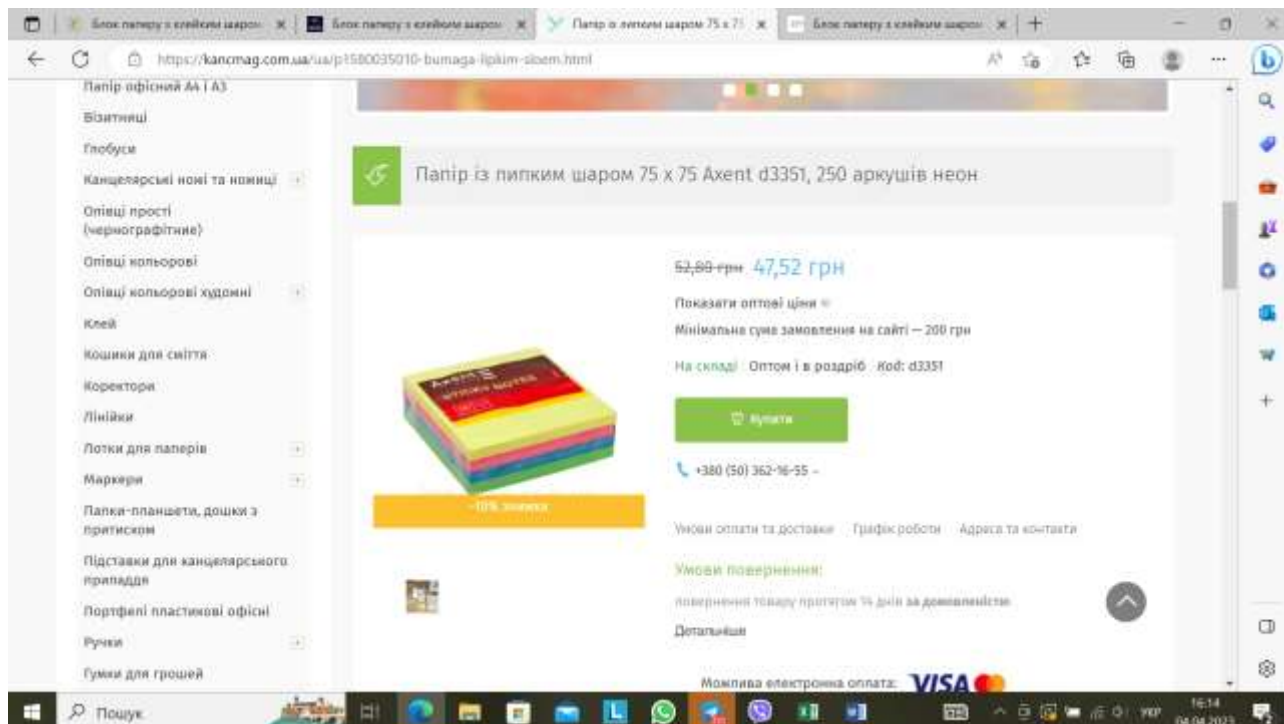 Блок паперу з клейким шаром
Блок паперу з клейким шаром
Папір із липким шаром 75 x 75
Блок паперу з клейким шаром
https://kancmag.com.ua/ua/p1580035010-bumaga-lipkim-sloem.html
Папір офісний А4 і А3
Візитниці
Глобуси
Канцелярські ножі та ножиці
Олівці прості
(чернографітние)
Олівці кольорові
Олівці кольорові художні
Клей
Кошики для сміття
Коректори
Лінійки
Лотки для паперів
Маркери
Папки-планшети, дошки з
притиском
Підставки для канцелярського
приладдя
Портфелі пластикові офісні
Ручки
Гумки для грошей
Папір із липким шаром 75 x 75 Axent d3351, 250 аркушів неон
Axent
STICKY NOTES
-10% знижка
52,80 грн 47,52 грн
Показати оптові ціни
Мінімальна сума замовлення на сайті — 200 грн
На складі Оптом і в роздріб Код: d3351
Купити
+380 (50) 362-16-55
Умови оплати та доставки Графік роботи Адреса та контакти
Умови повернення:
повернення товару протягом 14 днів за домовленістю
Детальніше
Можлива електронна оплата: VISA
Пошук
УКР
16:14
04.04.2023